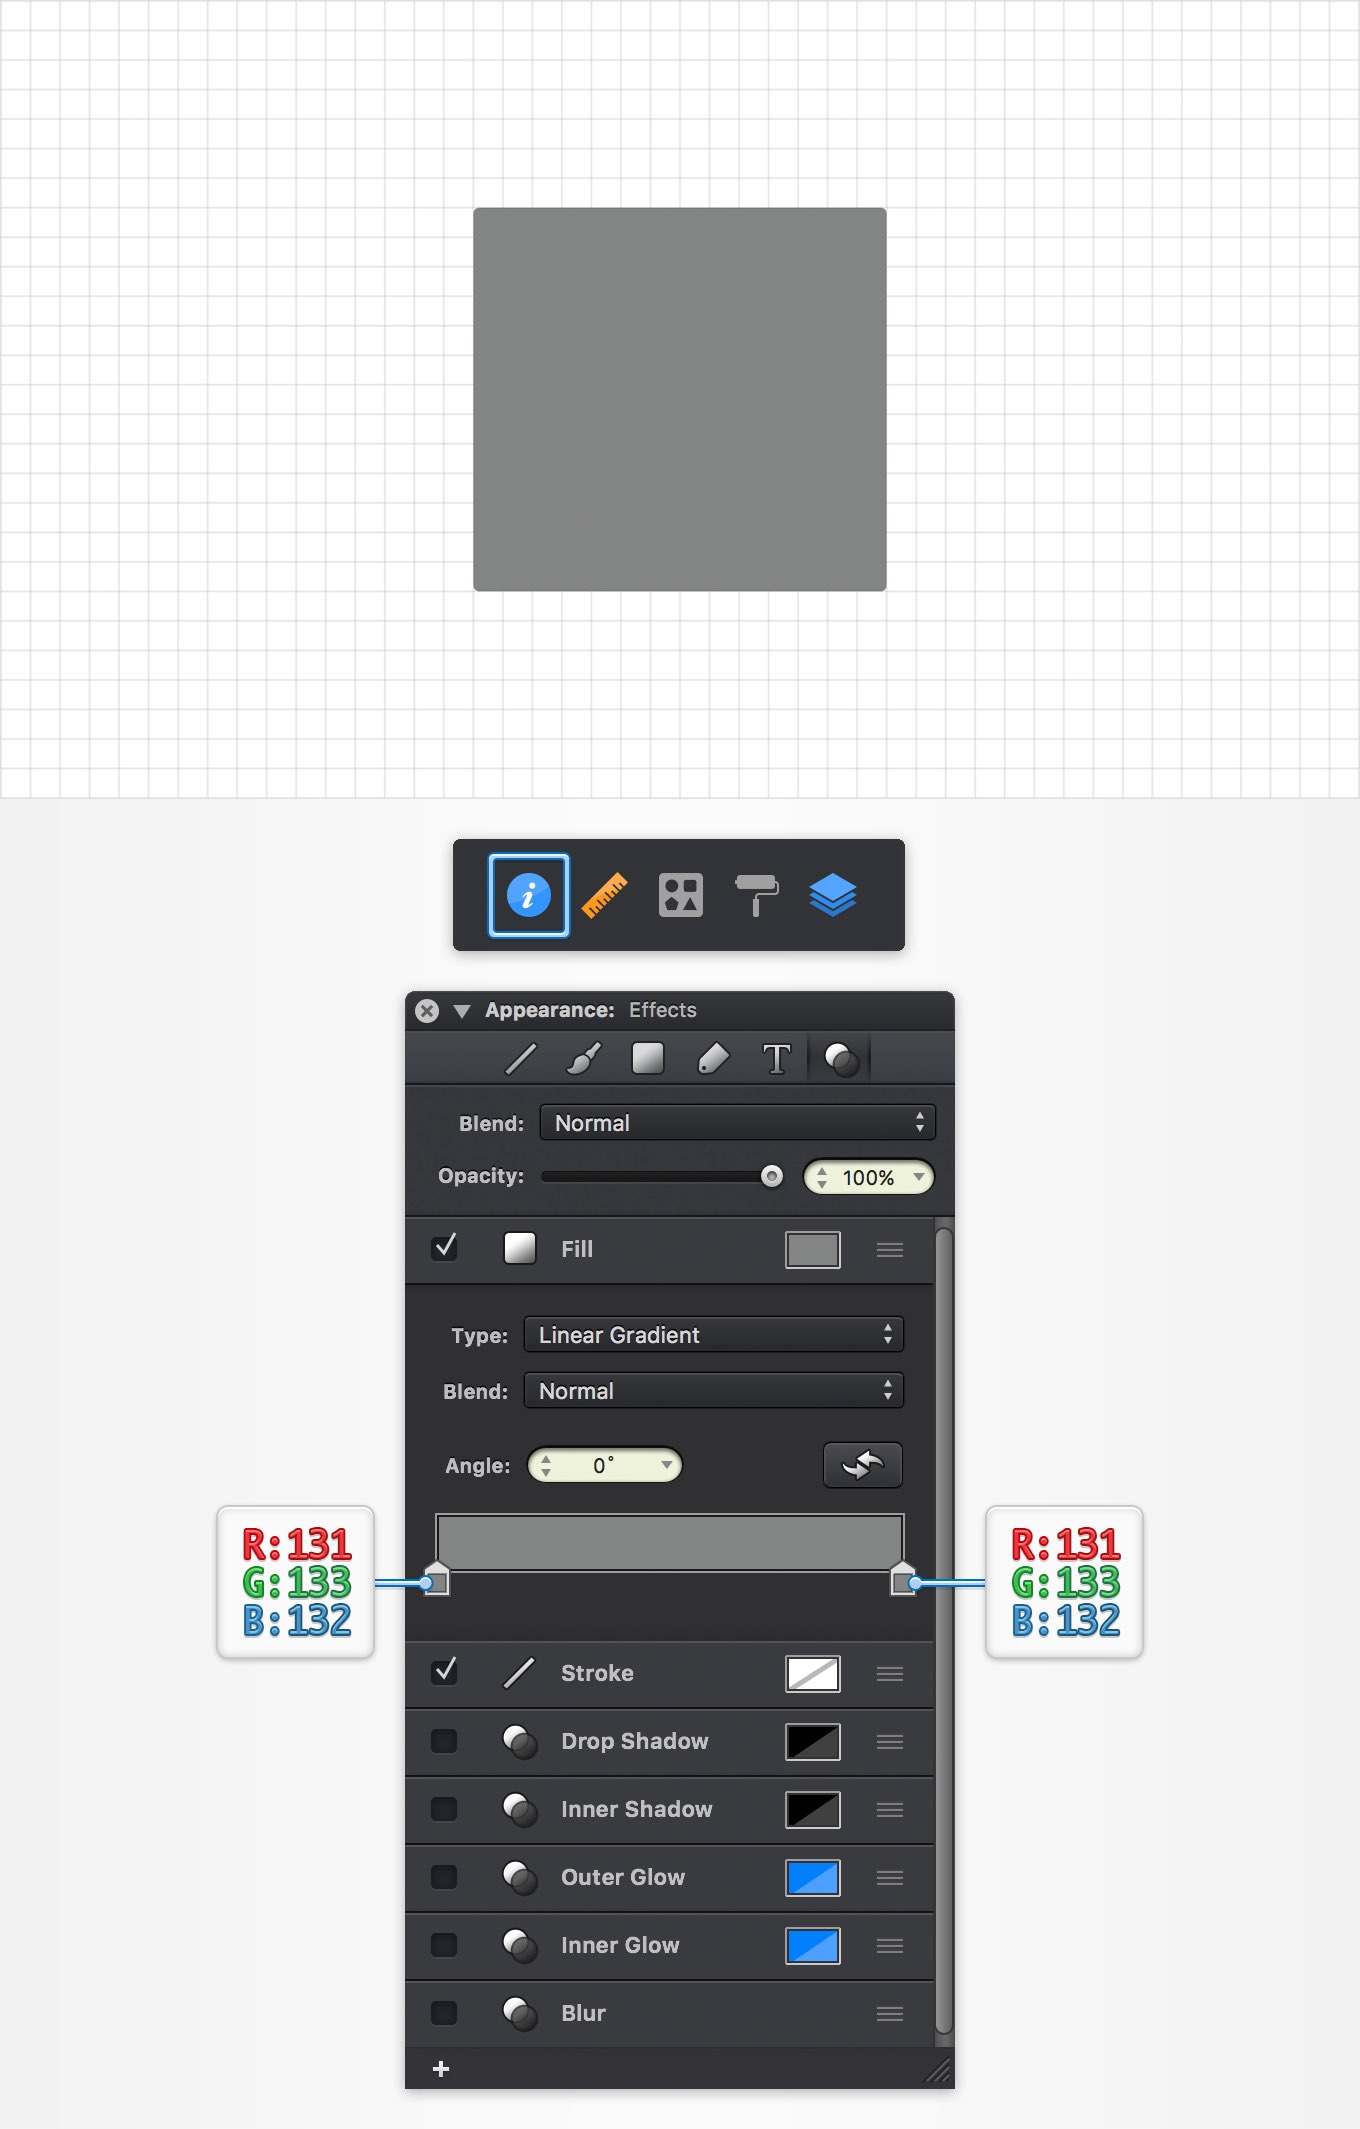 i
Appearance: Effects
T
Blend: Normal
Opacity: 100%
Fill
Type: Linear Gradient
Blend: Normal
Angle: 0°
R:131
G:133
B:132
R:131
G:133
B:132
Stroke
Drop Shadow
Inner Shadow
Outer Glow
Inner Glow
Blur
+